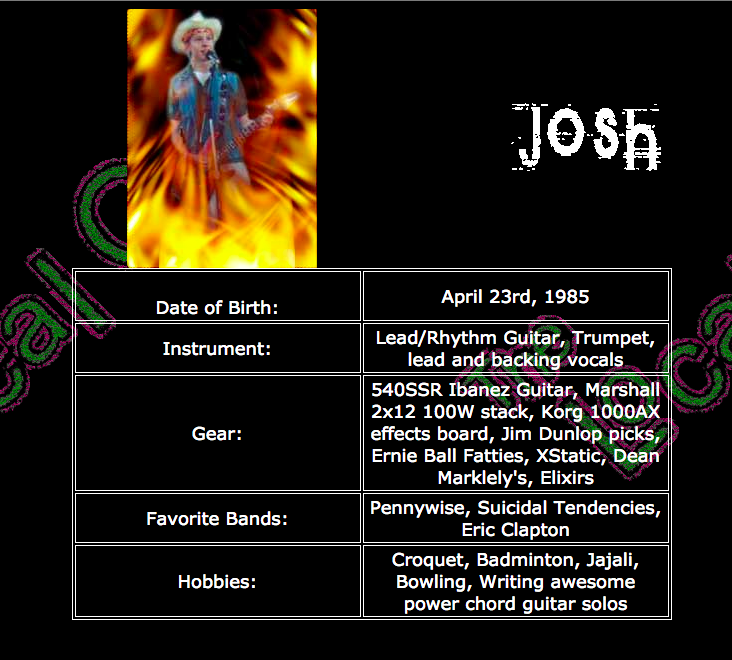 Josh
Date of Birth:
April 23rd, 1985
Instrument:
Lead/Rhythm Guitar, Trumpet,
lead and backing vocals
Gear:
540SSR Ibanez Guitar, Marshall
2x12 100W stack, Korg 1000AX
effects board, Jim Dunlop picks,
Ernie Ball Fatties, XStatic, Dean
Marklely's, Elixirs
Favorite Bands:
Pennywise, Suicidal Tendencies,
Eric Clapton
Hobbies:
Croquet, Badminton, Jajali,
Bowling, Writing awesome
power chord guitar solos
The